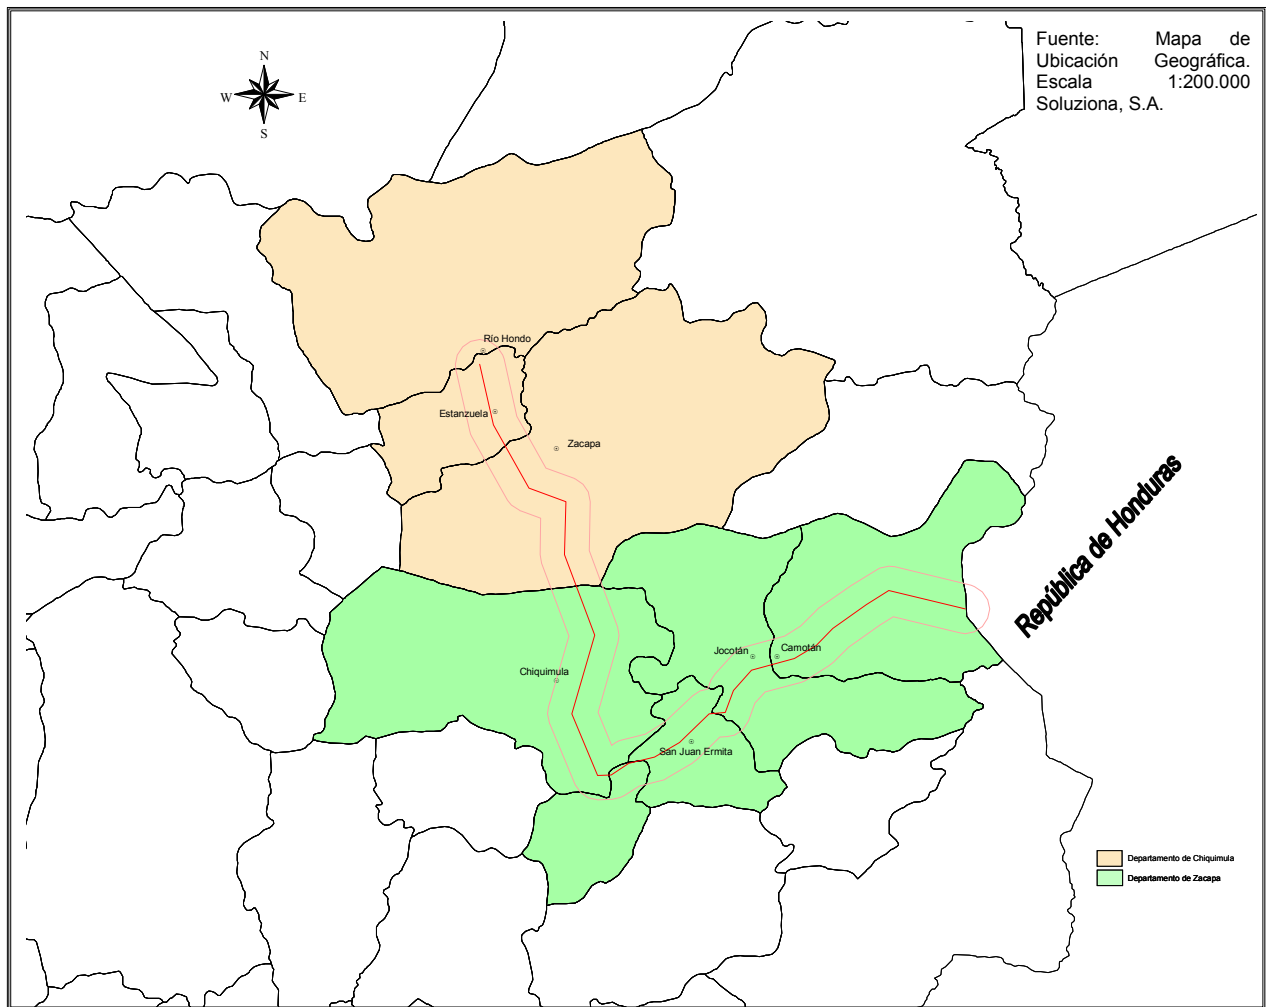 Fuente: Mapa de
Ubicación Geográfica.
Escala 1:200.000
Soluziona, S.A.
N
W E
S
Río Hondo
Estanzuela
Zacapa
República de Honduras
Jocotán
Camotán
Chiquimula
San Juan Ermita
Departamento de Chiquimula
Departamento de Zacapa